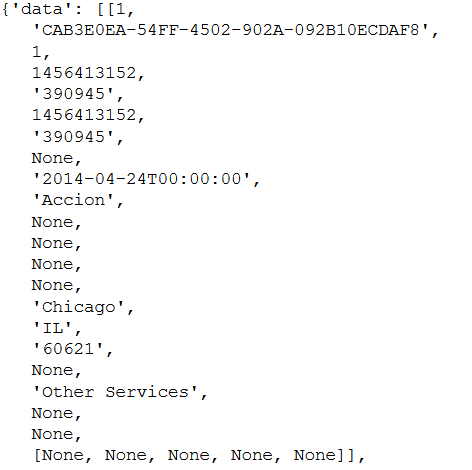 {'data': [[1,
'CAB3E0EA-54FF-4502-902A-092B10ECDAF8',
1,
1456413152,
'390945',
1456413152,
'390945',
None,
'2014-04-24T00:00:00',
'Accion',
None,
None,
None,
None,
'Chicago',
'IL',
'60621',
None,
'Other Services',
None,
None,
[None, None, None, None, None]],